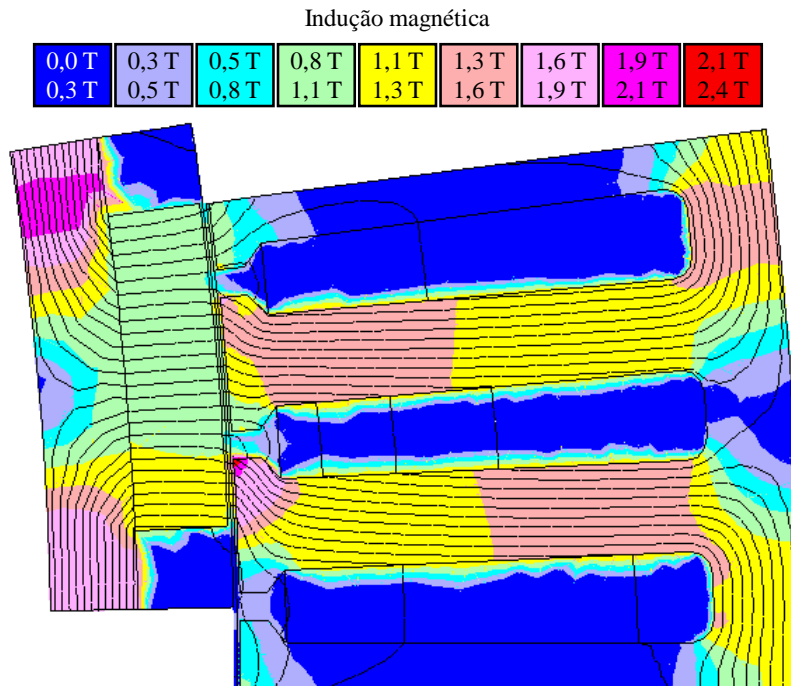 Indução magnética
0,0 T 0,3 T 0,5 T 0,8 T 1,1 T 1,3 T 1,6 T 1,9 T 2,1 T
0,3 T 0,5 T 0,8 T 1,1 T 1,3 T 1,6 T 1,9 T 2,1 T 2,4 T